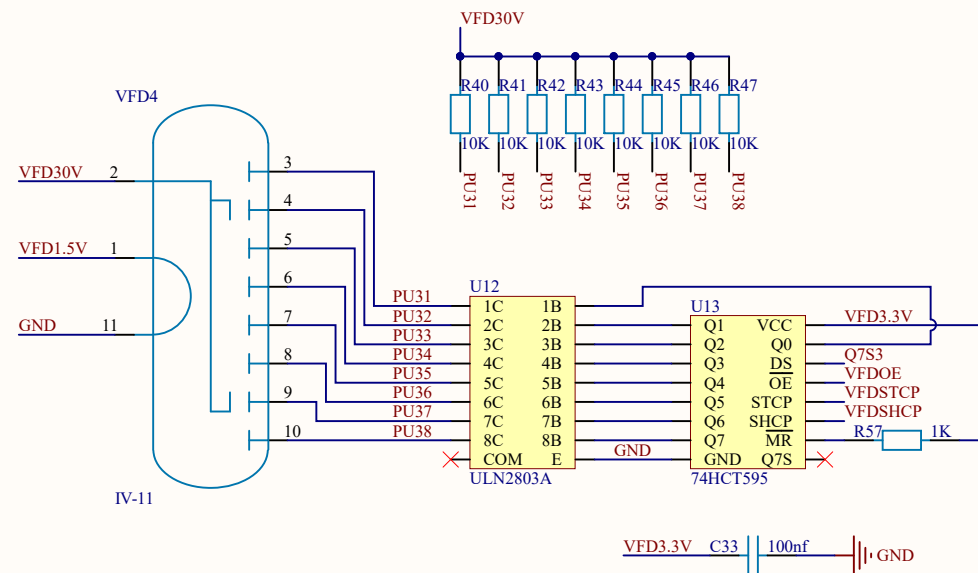 VFD30V
R40 R41 R42 R43 R44 R45 R46 R47
10K 10K 10K 10K 10K 10K 10K 10K
PU31 PU32 PU33 PU34 PU35 PU36 PU37 PU38
VFD4
VFD30V 2
VFD1.5V 1
GND 11
3
4
5
6
7
8
9
10
IV-11
PU31
PU32
PU33
PU34
PU35
PU36
PU37
PU38
U12
1C 1B
2C 2B
3C 3B
4C 4B
5C 5B
6C 6B
7C 7B
8C 8B
COM E
ULN2803A
GND
U13
Q1 VCC
Q2 Q0
Q3 DS
Q4 OE
Q5 STCP
Q6 SHCP
Q7 MR
GND Q7S
74HCT595
VFD3.3V
Q7S3
VFDOE
VFDSTCP
VFDSHCP
R57 1K
VFD3.3V C33 100nf GND